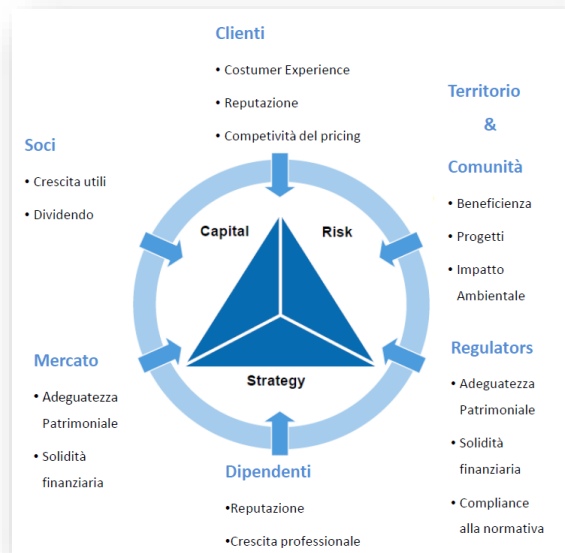 Clienti
• Costumer Experience
• Reputazione
• Competività del pricing
Territorio
&
Comunità
• Beneficienza
• Progetti
• Impatto
Ambientale
Soci
• Crescita utili
• Dividendo
Capital
Risk
Strategy
Mercato
• Adeguatezza
Patrimoniale
• Solidità
finanziaria
Regulators
• Adeguatezza
Patrimoniale
• Solidità
finanziaria
• Compliance
alla normativa
Dipendenti
•Reputazione
•Crescita professionale